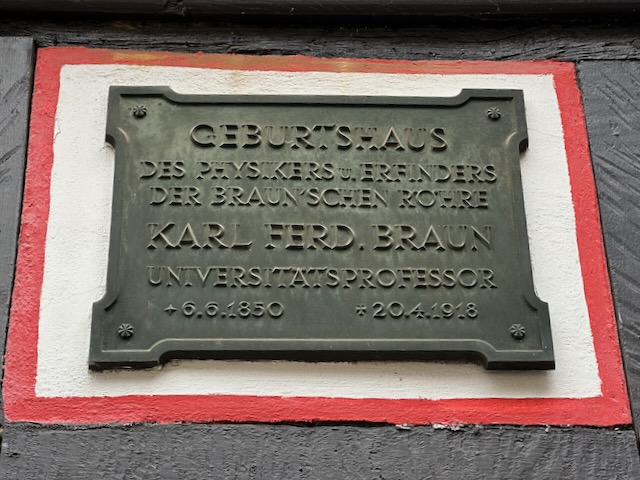 GEBURTSHAUS
DES PHYSIKERS U. ERFINDERS
DER BRAUN'SCHEN RÖHRE
KARL FERD. BRAUN
UNIVERSITÄTSPROFESSOR
+6.6.1850 *20.4.1918